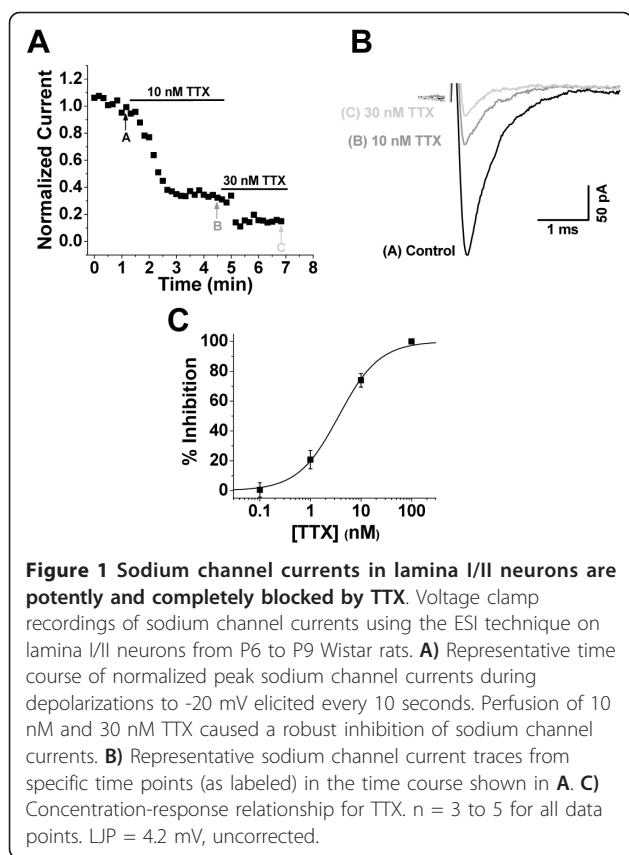 A
Normalized Current
1.2
1.0
0.8
0.6
0.4
0.2
0.0
10 nM TTX
30 nM TTX
A
B
C
0 1 2 3 4 5 6 7 8
Time (min)
B
(C) 30 nM TTX
(B) 10 nM TTX
(A) Control
50 pA
1 ms
C
% Inhibition
100
80
60
40
20
0
0.1 1 10 100
[TTX] (nM)
Figure 1 Sodium channel currents in lamina I/II neurons are
potently and completely blocked by TTX. Voltage clamp
recordings of sodium channel currents using the ESI technique on
lamina I/II neurons from P6 to P9 Wistar rats. A) Representative time
course of normalized peak sodium channel currents during
depolarizations to -20 mV elicited every 10 seconds. Perfusion of 10
nM and 30 nM TTX caused a robust inhibition of sodium channel
currents. B) Representative sodium channel current traces from
specific time points (as labeled) in the time course shown in A. C)
Concentration-response relationship for TTX. n = 3 to 5 for all data
points. LJP = 4.2 mV, uncorrected.